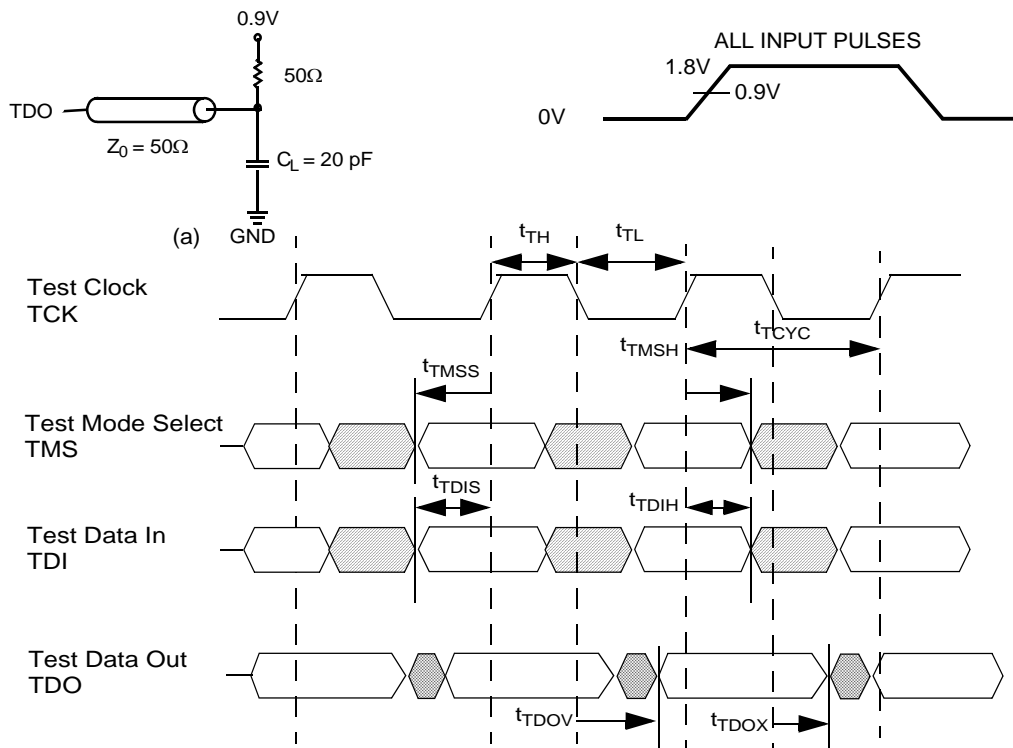 0.9V
ALL INPUT PULSES
50Ω
1.8V
0.9V
TDO
0V
Z0 = 50Ω
CL = 20 pF
(a)
GND
tTH
tTL
Test Clock
TCK
tTMSH
tTCYC
tTMSS
Test Mode Select
TMS
tTDIS
tTDIH
Test Data In
TDI
Test Data Out
TDO
tTDOV
tTDOX